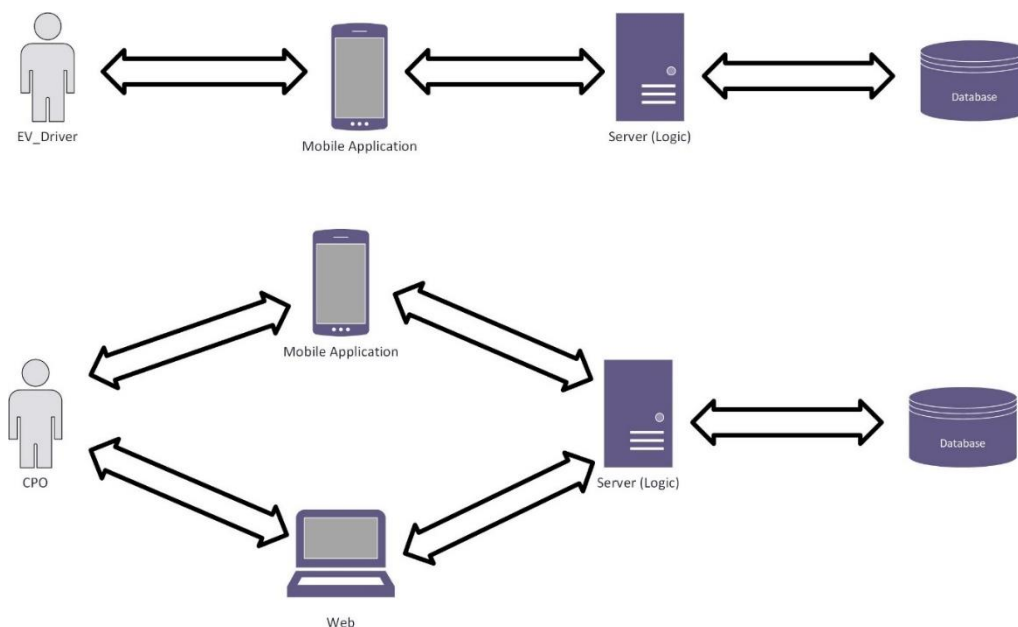 EV_Driver
Mobile Application
Server (Logic)
Database
Mobile Application
CPO
Server (Logic)
Database
Web